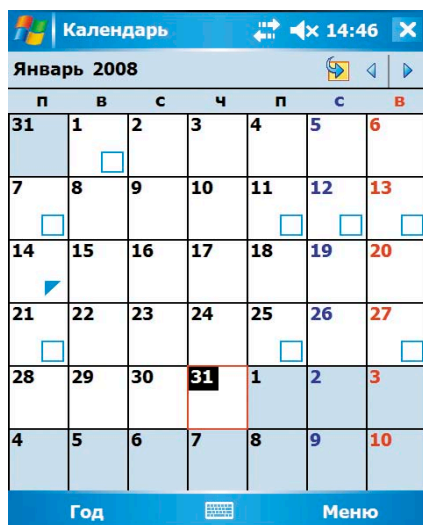 Календарь 14:46
Январь 2008
П В С Ч П С В
31 1 2 3 4 5 6
7 8 9 10 11 12 13
14 15 16 17 18 19 20
21 22 23 24 25 26 27
28 29 30 31 1 2 3
4 5 6 7 8 9 10
Год Меню